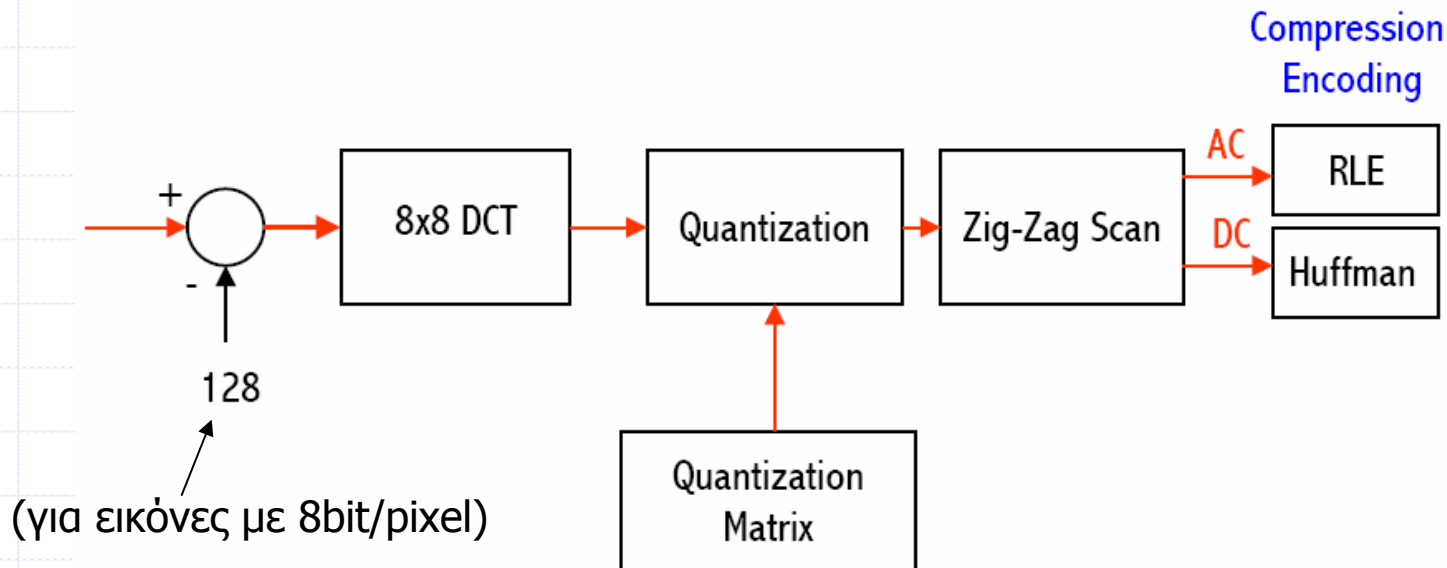 Compression
Encoding
AC
RLE
+
8x8 DCT
Quantization
Zig-Zag Scan
DC
Huffman
-
128
Quantization
Matrix
(για εικόνες με 8bit/pixel)